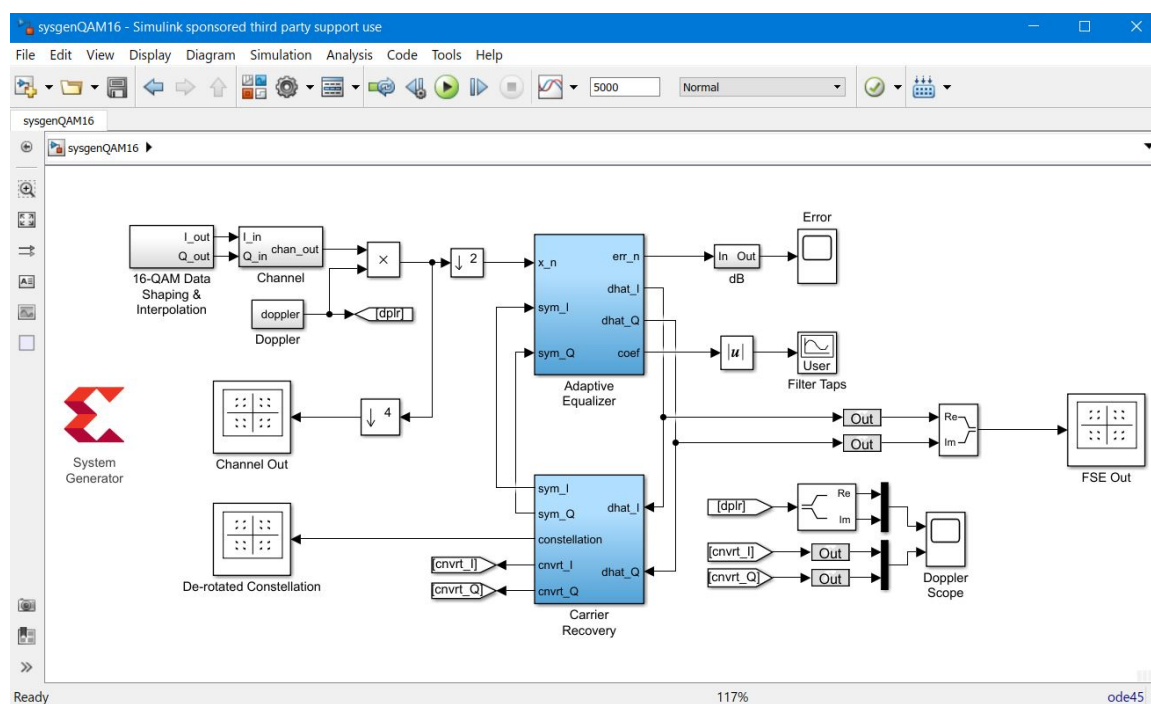 sysgenQAM16 - Simulink sponsored third party support use
File Edit View Display Diagram Simulation Analysis Code Tools Help
5000
Normal
sysgenQAM16
sysgenQAM16
I_out
Q_out
16-QAM Data
Shaping &
Interpolation
I_in
Q_in
chan_out
Channel
×
↓ 2
doppler
Doppler
[dplr]
x_n
sym_I
sym_Q
err_n
dhat_I
dhat_Q
coef
Adaptive
Equalizer
In Out
dB
Error
|u|
User
Filter Taps
System
Generator
Channel Out
↓ 4
Out
Out
Re
Im
FSE Out
De-rotated Constellation
sym_I
sym_Q
constellation
cnvrt_I
cnvrt_Q
dhat_I
dhat_Q
Carrier
Recovery
[cnvrt_I]
[cnvrt_Q]
[dplr]
Re
Im
[cnvrt_I]
Out
[cnvrt_Q]
Out
Doppler
Scope
Ready
117%
ode45